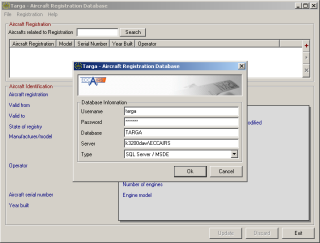 Targa - Aircraft Registration Database
File Registration Help
Aircraft Registration
Aircrafts related to Registration
Search
Aircraft Registration Model Serial Number Year Built Operator
Aircraft Identification
Aircraft registration
Valid from
Valid to
State of registry
Manufacturer/model
Operator
Aircraft serial number
Year built
Targa - Aircraft Registration Database
Database Information
Username targa
Password *******
Database TARGA
Server k3200daw\ECCAIRS
Type SQL Server / MSDE
Ok Cancel
odified
Number of engines
Engine model
Update Discard Exit